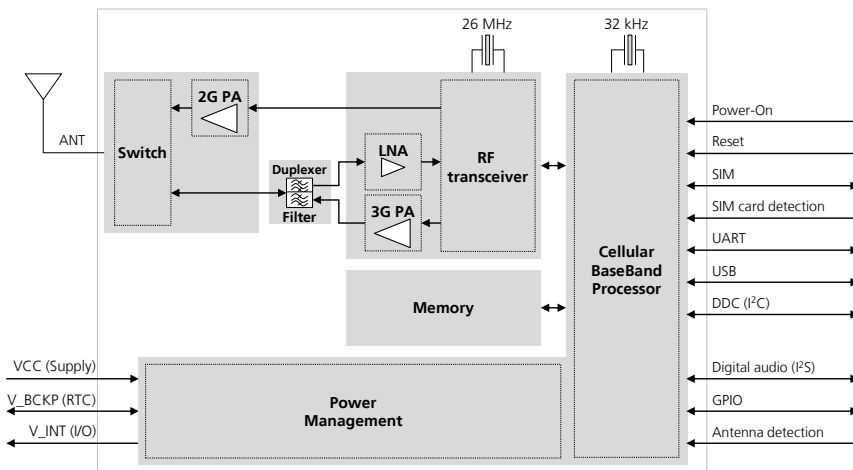 26 MHz
32 kHz
ANT
Switch
2G PA
Duplexer
Filter
LNA
3G PA
RF
transceiver
Memory
Cellular
BaseBand
Processor
Power
Management
VCC (Supply)
V_BCKP (RTC)
V_INT (I/O)
Power-On
Reset
SIM
SIM card detection
UART
USB
DDC (I²C)
Digital audio (I²S)
GPIO
Antenna detection